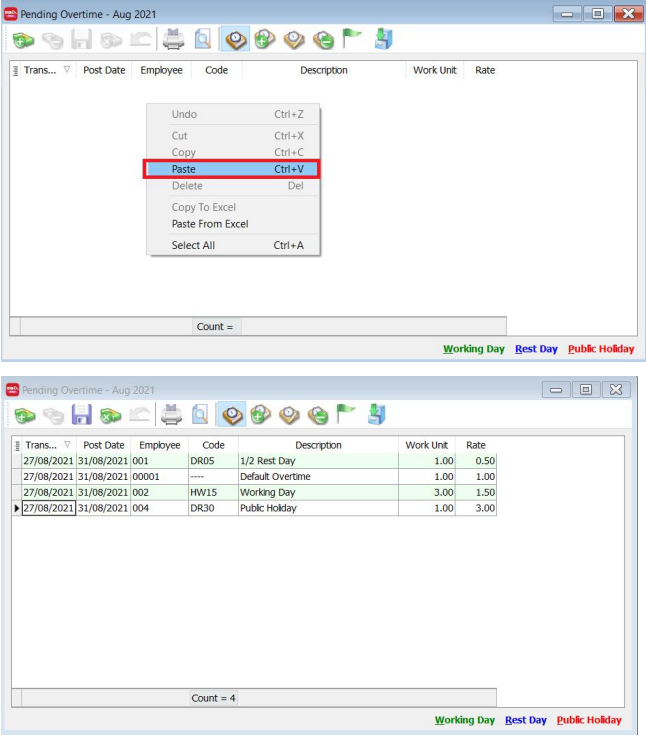 Pending Overtime - Aug 2021
Trans... Post Date Employee Code Description Work Unit Rate
Undo Ctrl+Z
Cut Ctrl+X
Copy Ctrl+C
Paste Ctrl+V
Delete Del
Copy To Excel
Paste From Excel
Select All Ctrl+A
Count =
Working Day Rest Day Public Holiday
Pending Overtime - Aug 2021
Trans... Post Date Employee Code Description Work Unit Rate
27/08/2021 31/08/2021 001 DR05 1/2 Rest Day 1.00 0.50
27/08/2021 31/08/2021 00001 ---- Default Overtime 1.00 1.00
27/08/2021 31/08/2021 002 HW15 Working Day 3.00 1.50
27/08/2021 31/08/2021 004 DR30 Public Holiday 1.00 3.00
Count = 4
Working Day Rest Day Public Holiday